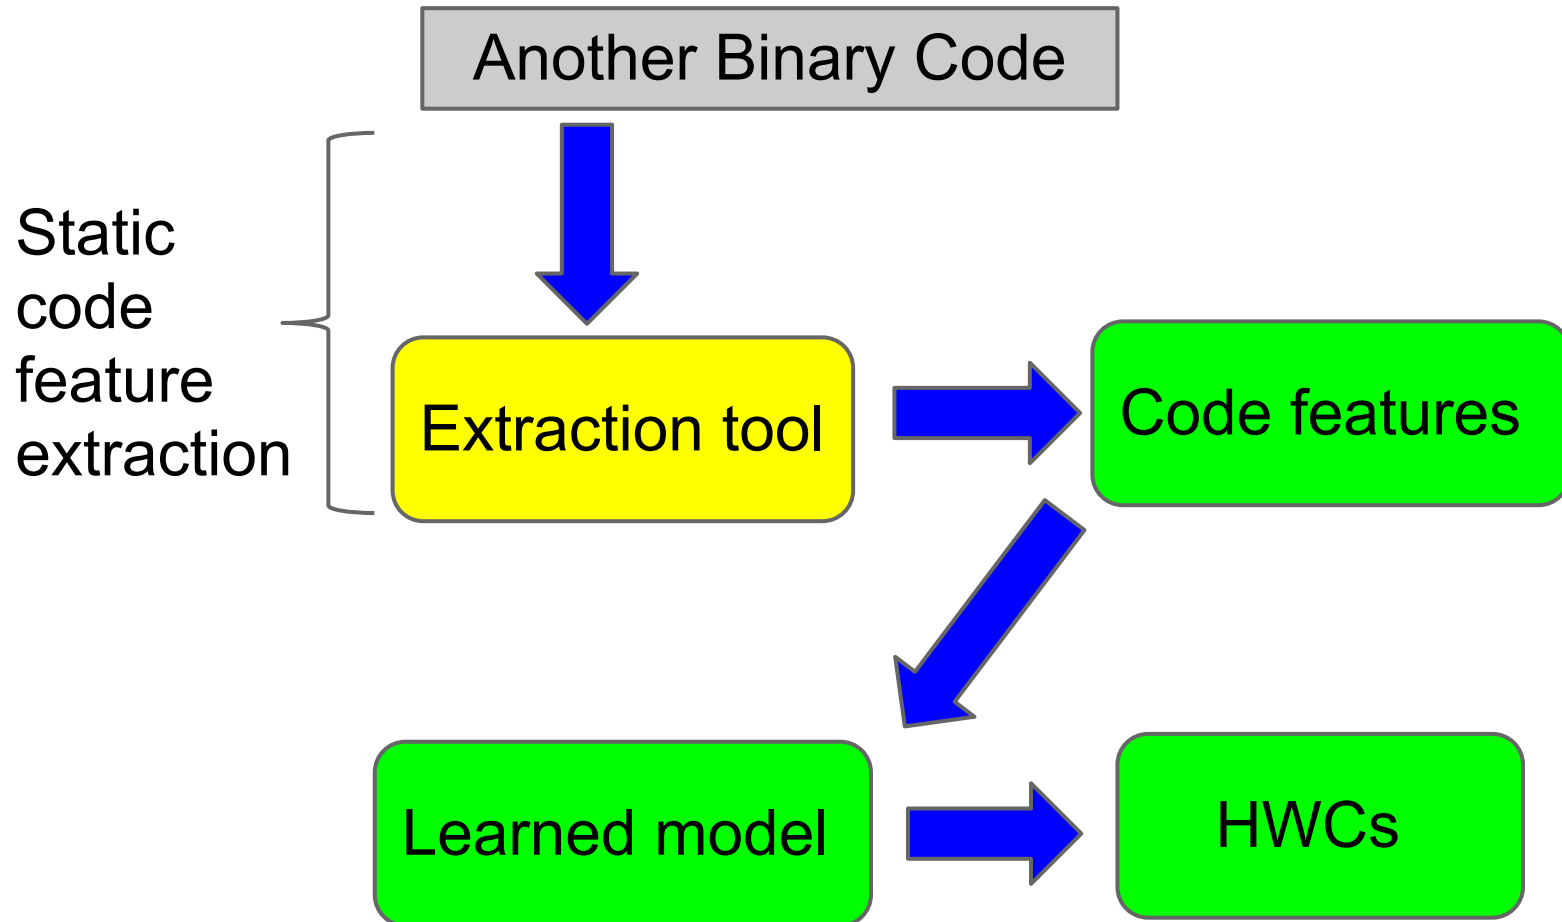 Another Binary Code
Static
code
feature
extraction
Extraction tool
Code features
Learned model
HWCs